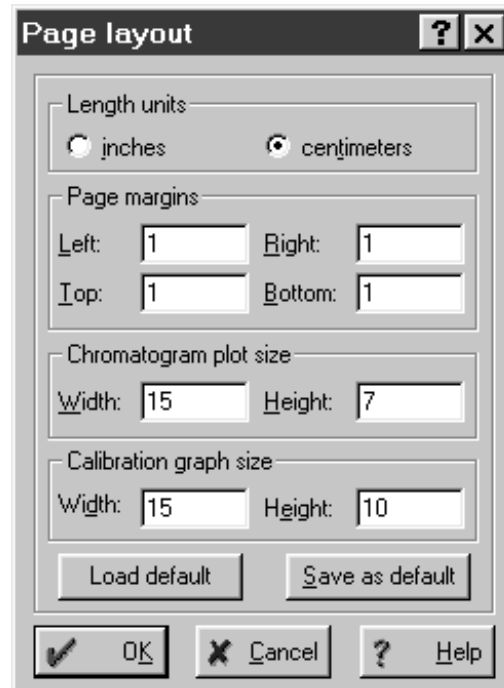 Page layout
Length units
inches centimeters
Page margins
Left: 1 Right: 1
Top: 1 Bottom: 1
Chromatogram plot size
Width: 15 Height: 7
Calibration graph size
Width: 15 Height: 10
Load default Save as default
OK Cancel ? Help